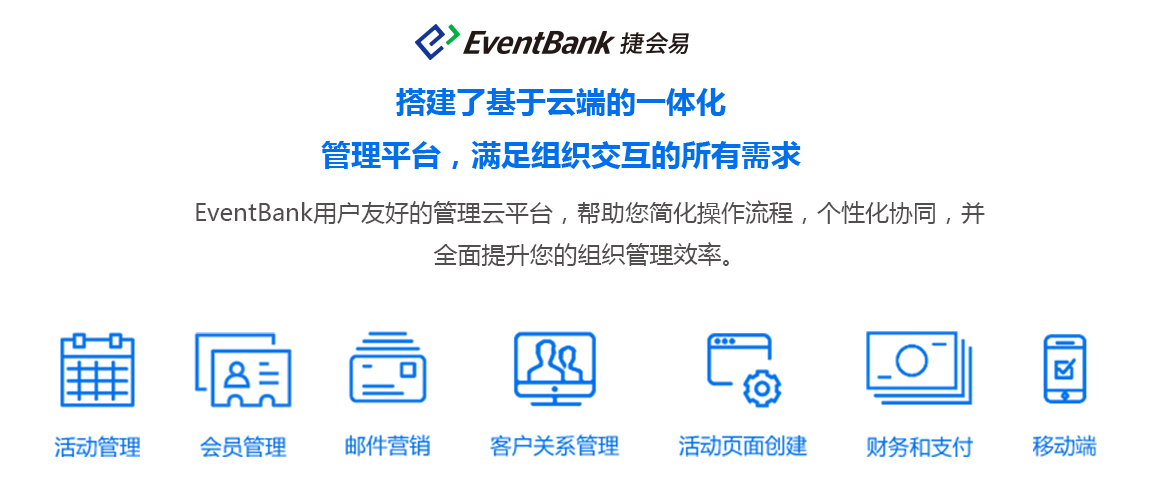 EventBank 捷会易
搭建了基于云端的一体化
管理平台，满足组织交互的所有需求
EventBank用户友好的管理云平台，帮助您简化操作流程，个性化协同，并
全面提升您的组织管理效率。
活动管理
会员管理
邮件营销
客户关系管理
活动页面创建
财务和支付
移动端